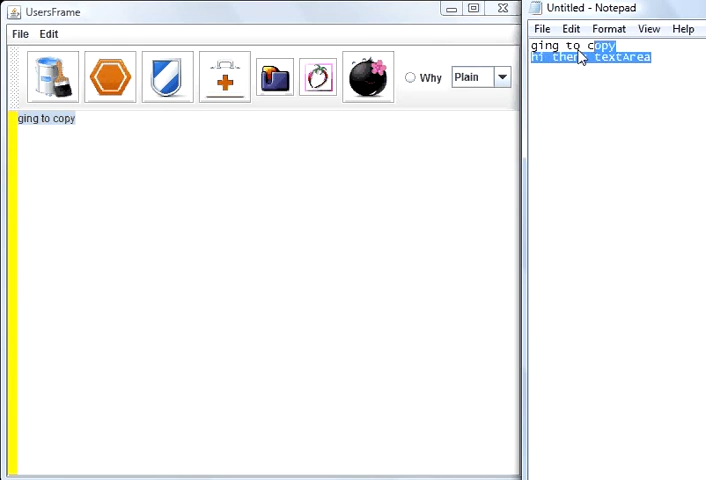 UsersFrame
File Edit
Why
Plain
ging to copy
Untitled - Notepad
File Edit Format View Help
ging to copy
hi there textArea